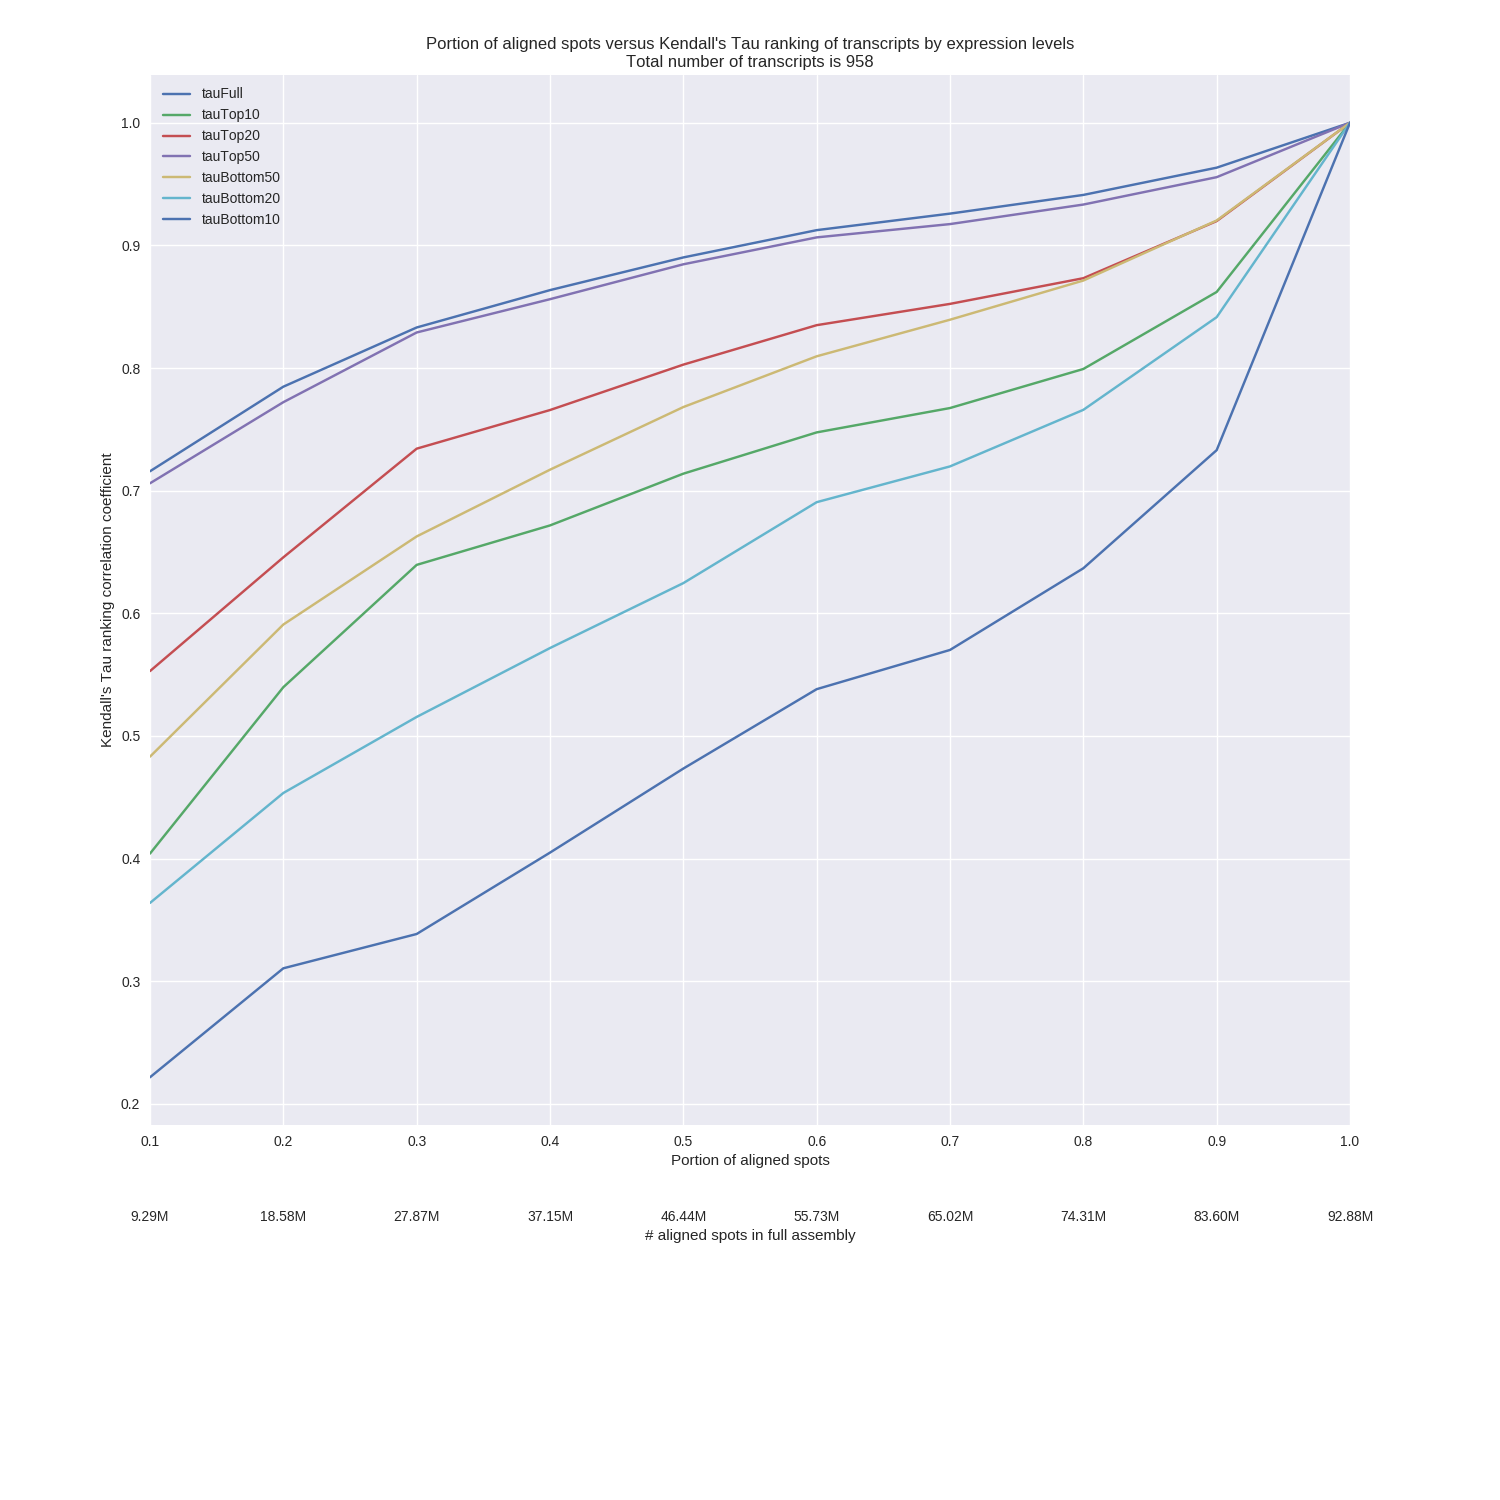 Portion of aligned spots versus Kendall's Tau ranking of transcripts by expression levels
Total number of transcripts is 958
tauFull
tauTop10
tauTop20
tauTop50
tauBottom50
tauBottom20
tauBottom10
1.0
0.9
0.8
0.7
0.6
0.5
0.4
0.3
0.2
Kendall's Tau ranking correlation coefficient
0.1 0.2 0.3 0.4 0.5 0.6 0.7 0.8 0.9 1.0
Portion of aligned spots
9.29M 18.58M 27.87M 37.15M 46.44M 55.73M 65.02M 74.31M 83.60M 92.88M
# aligned spots in full assembly